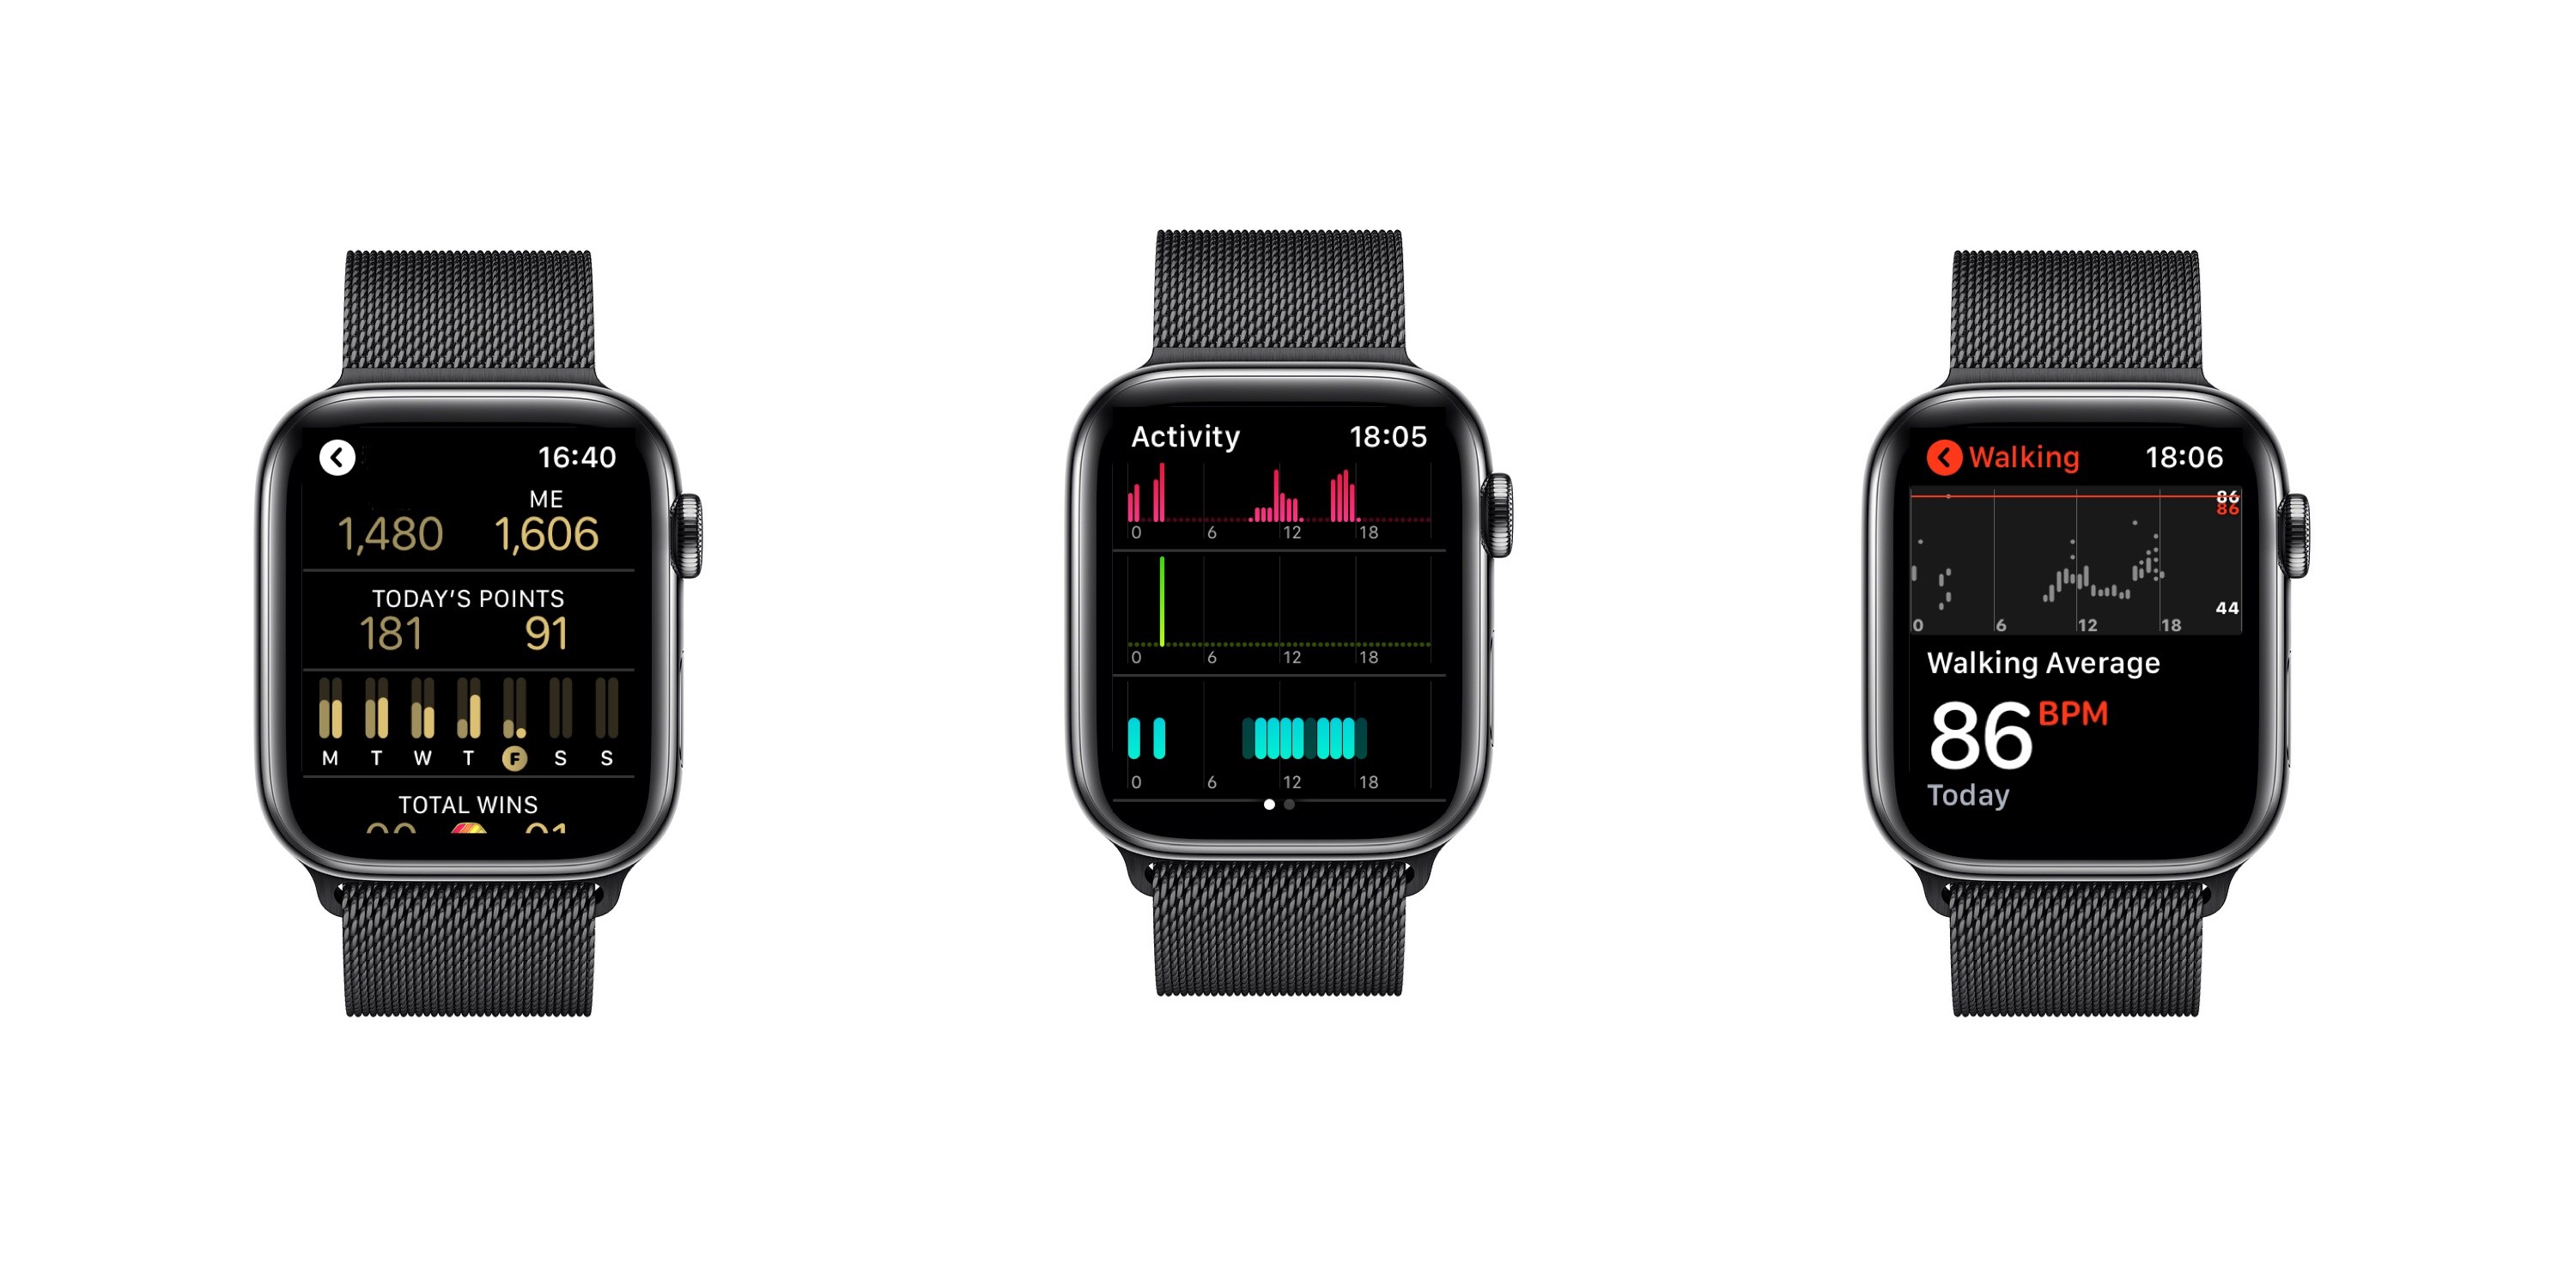 16:40
ME
1,480 1,606
TODAY'S POINTS
181 91
M T W T F S S
TOTAL WINS
Activity 18:05
0 6 12 18
0 6 12 18
0 6 12 18
Walking 18:06
86
86
44
0 6 12 18
Walking Average
86 BPM
Today